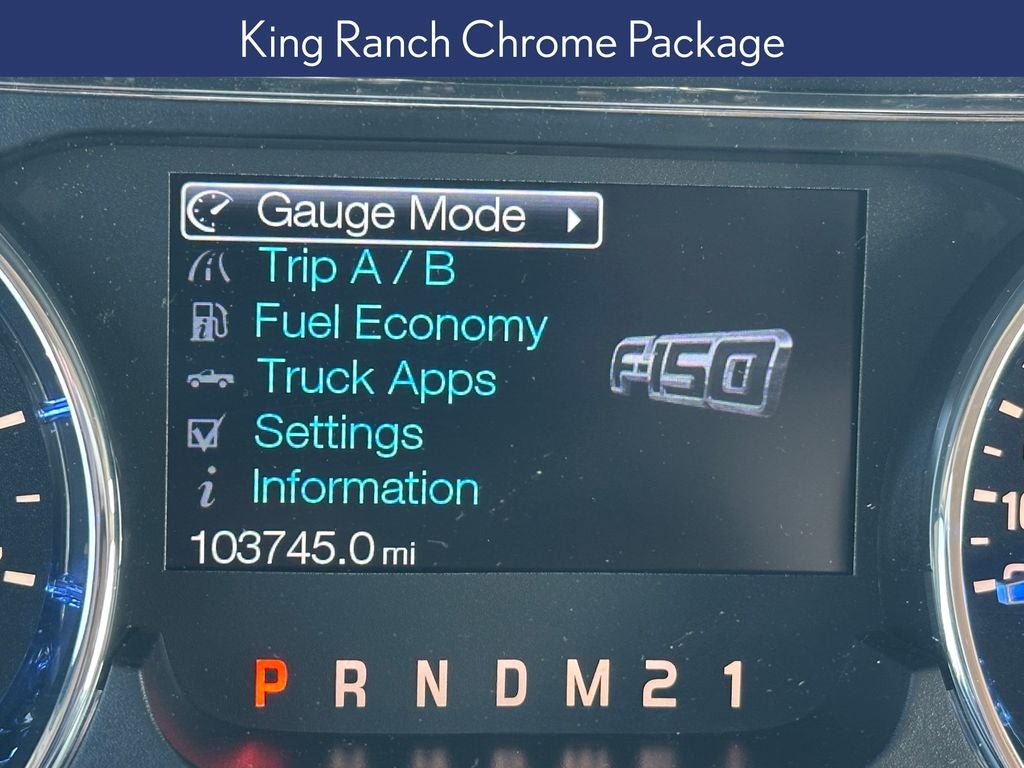 King Ranch Chrome Package
Gauge Mode
Trip A / B
Fuel Economy
Truck Apps
Settings
Information
F-150
103745.0 mi
P R N D M 2 1